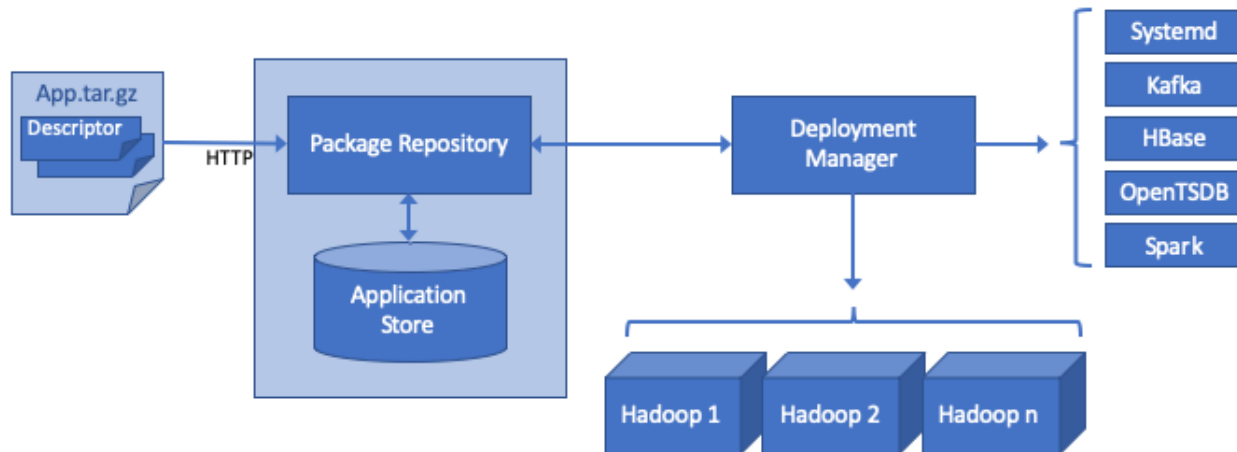 App.tar.gz
Descriptor
HTTP
Package Repository
Application
Store
Deployment
Manager
Systemd
Kafka
HBase
OpenTSDB
Spark
Hadoop 1
Hadoop 2
Hadoop n